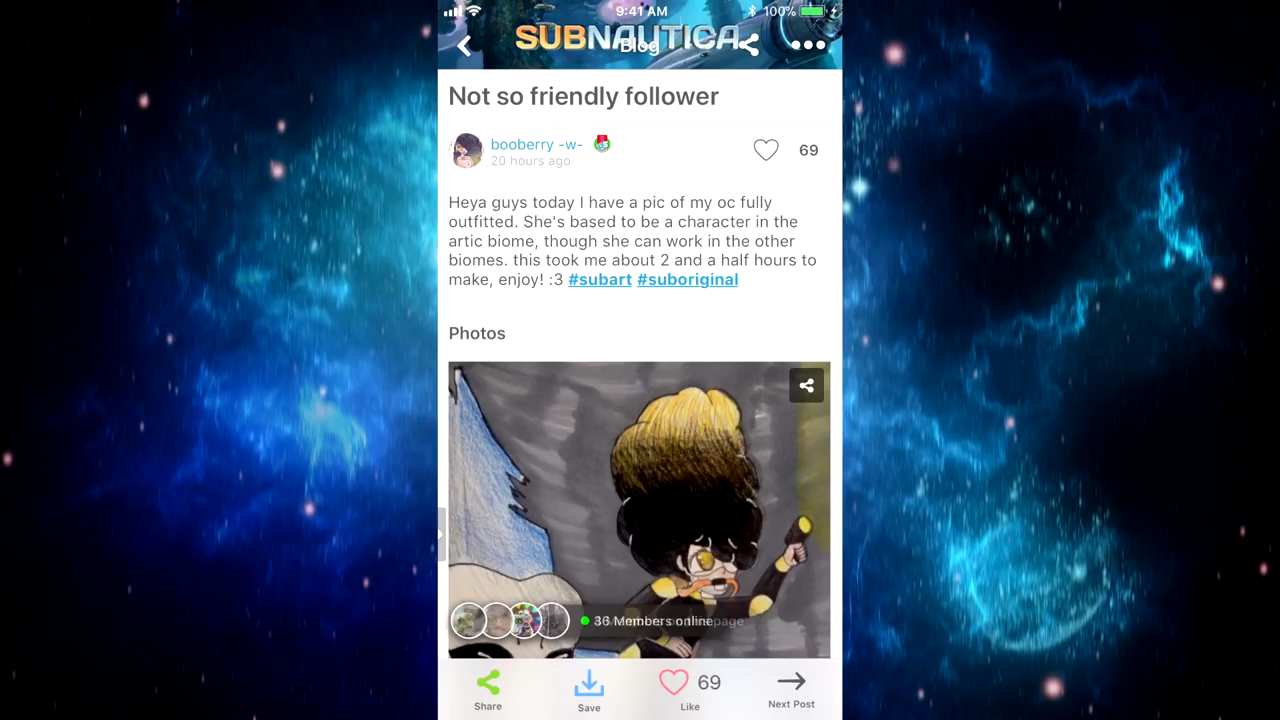 9:41 AM
100%
SUBNAUTICA
Blog
Not so friendly follower
booberry -w-
20 hours ago
69
Heya guys today I have a pic of my oc fully
outfitted. She's based to be a character in the
artic biome, though she can work in the other
biomes. this took me about 2 and a half hours to
make, enjoy! :3 #subart #suboriginal
Photos
36 Members online
page
69
Share
Save
Like
Next Post